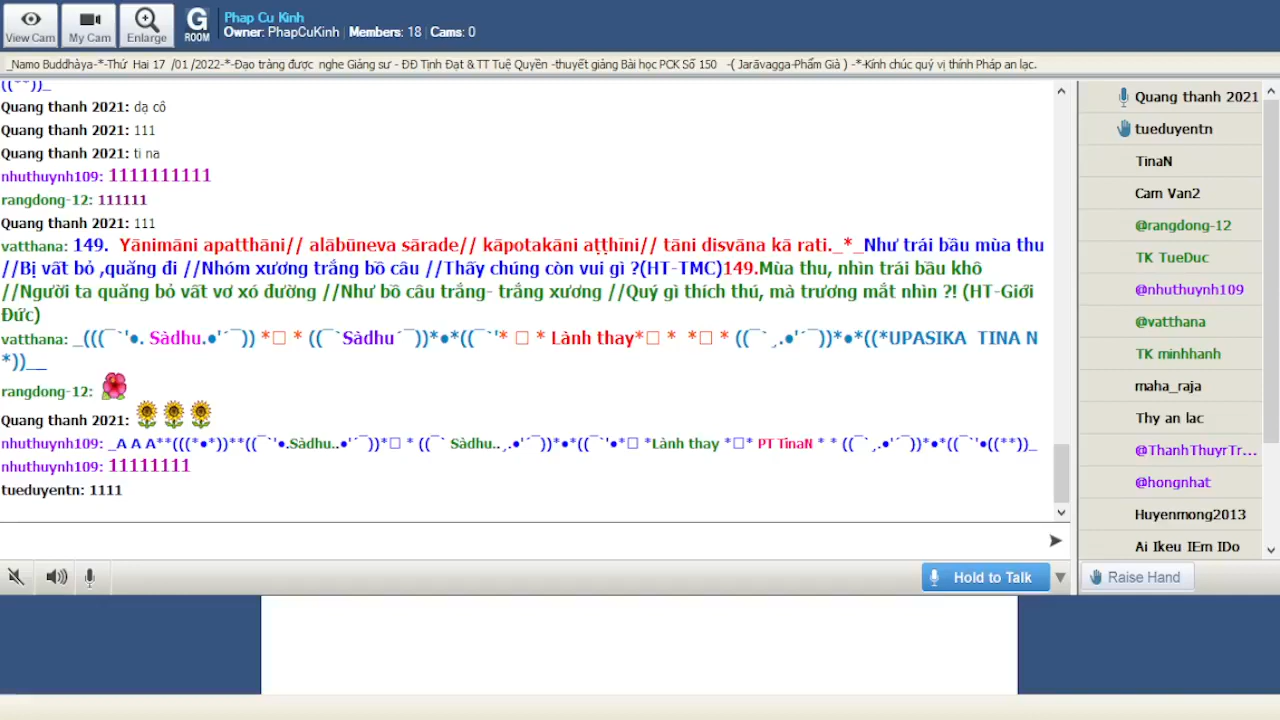 View Cam
My Cam
Enlarge
G
ROOM
Phap Cu Kinh
Owner: PhapCuKinh | Members: 18 | Cams: 0
_Namo Buddhàya-*-Thứ Hai 17 /01 /2022-*-Đạo tràng được nghe Giảng sư - ĐĐ Tịnh Đạt & TT Tuệ Quyền -thuyết giảng Bài học PCK Số 150 -( Jarāvagga-Phẩm Già ) -*-Kính chúc quý vị thính Pháp an lạc.
((**))_
Quang thanh 2021: dạ cô
Quang thanh 2021: 111
Quang thanh 2021: ti na
nhuthuynh109: 1111111111
rangdong-12: 111111
Quang thanh 2021: 111
vatthana: 149. Yānimāni apatthāni// alābūneva sārade// kāpotakāni aṭṭhīni// tāni disvāna kā rati._*_Như trái bầu mùa thu
//Bị vất bỏ ,quăng đi //Nhóm xương trắng bồ câu //Thấy chúng còn vui gì ?(HT-TMC)149.Mùa thu, nhìn trái bầu khô
//Người ta quăng bỏ vất vơ xó đường //Như bồ câu trắng- trắng xương //Quý gì thích thú, mà trương mắt nhìn ?! (HT-Giới
Đức)
vatthana: _(((¯`'●. Sàdhu.●'´¯)) *□ * ((¯`Sàdhu´¯))*●*((¯`'* □ * Lành thay*□ * *□ * ((¯`¸.●'´¯))*●*((*UPASIKA TINA N
*))__
rangdong-12:
Quang thanh 2021:
nhuthuynh109: _A A A**(((*●*))**((¯`'●.Sàdhu..●'´¯))*□ * ((¯` Sàdhu..¸.●'´¯))*●*((¯`'●*□ *Lành thay *□* PT TinaN * * ((¯`¸.●'´¯))*●*((¯`'●((**))_
nhuthuynh109: 11111111
tueduyentn: 1111
Quang thanh 2021
tueduyentn
TinaN
Cam Van2
@rangdong-12
TK TueDuc
@nhuthuynh109
@vatthana
TK minhhanh
maha_raja
Thy an lac
@ThanhThuyrTr...
@hongnhat
Huyenmong2013
Ai Ikeu IEm IDo
Hold to Talk
Raise Hand